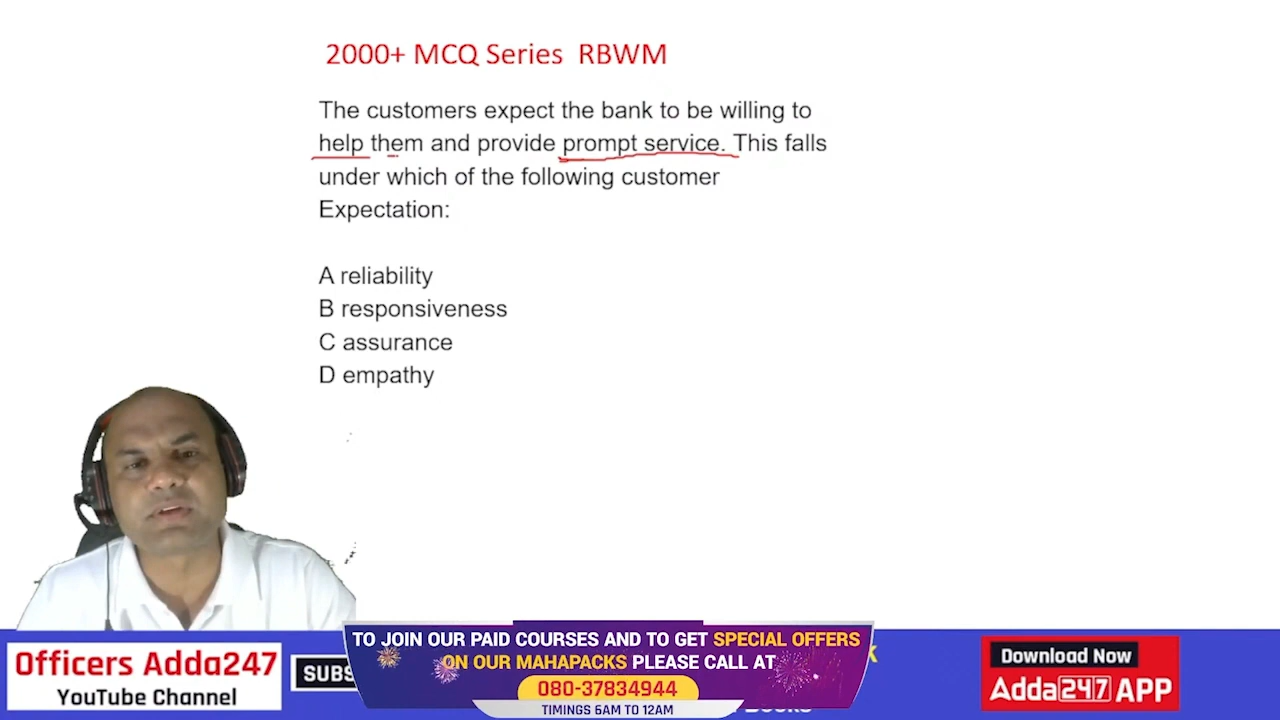 2000+ MCQ Series RBWM
The customers expect the bank to be willing to
help them and provide prompt service. This falls
under which of the following customer
Expectation:
A reliability
B responsiveness
C assurance
D empathy
TO JOIN OUR PAID COURSES AND TO GET SPECIAL OFFERS
ON OUR MAHAPACKS PLEASE CALL AT
080-37834944
TIMINGS 6AM TO 12AM
Officers Adda247
YouTube Channel
SUBS
Download Now
Adda247 APP